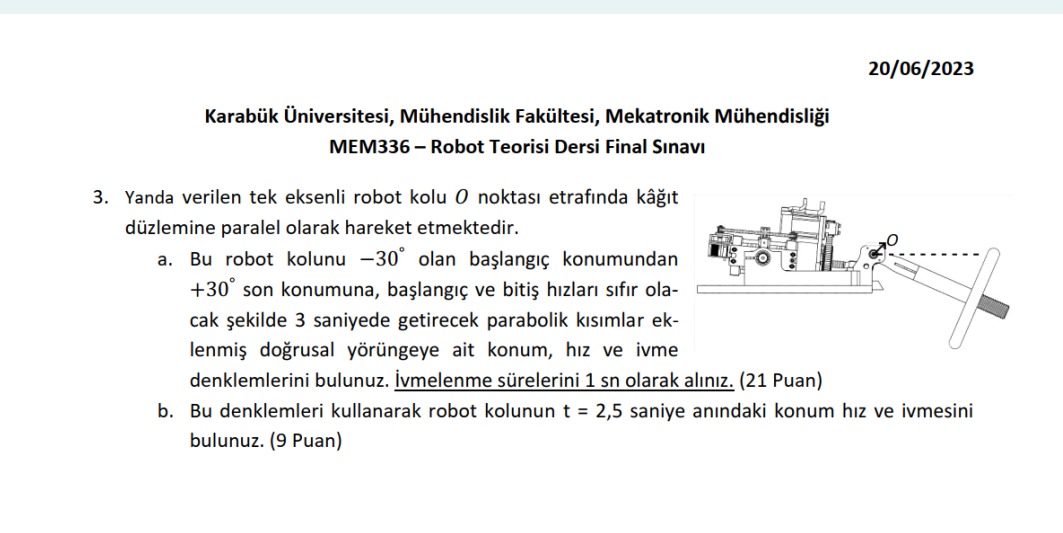 20/06/2023
Karabük Üniversitesi, Mühendislik Fakültesi, Mekatronik Mühendisliği
MEM336 – Robot Teorisi Dersi Final Sınavı
3. Yanda verilen tek eksenli robot kolu O noktası etrafında kâğıt
düzlemine paralel olarak hareket etmektedir.
a. Bu robot kolunu −30° olan başlangıç konumundan
+30° son konumuna, başlangıç ve bitiş hızları sıfır ola-
cak şekilde 3 saniyede getirecek parabolik kısımlar ek-
lenmiş doğrusal yörüngeye ait konum, hız ve ivme
denklemlerini bulunuz. İvmelenme sürelerini 1 sn olarak alınız. (21 Puan)
b. Bu denklemleri kullanarak robot kolunun t = 2,5 saniye anındaki konum hız ve ivmesini
bulunuz. (9 Puan)
O